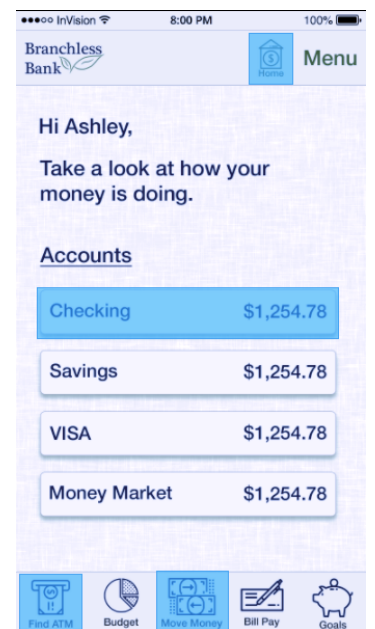 InVision 8:00 PM 100%
Branchless
Bank
Home
Menu
Hi Ashley,
Take a look at how your
money is doing.
Accounts
Checking $1,254.78
Savings $1,254.78
VISA $1,254.78
Money Market $1,254.78
Find ATM Budget Move Money Bill Pay Goals